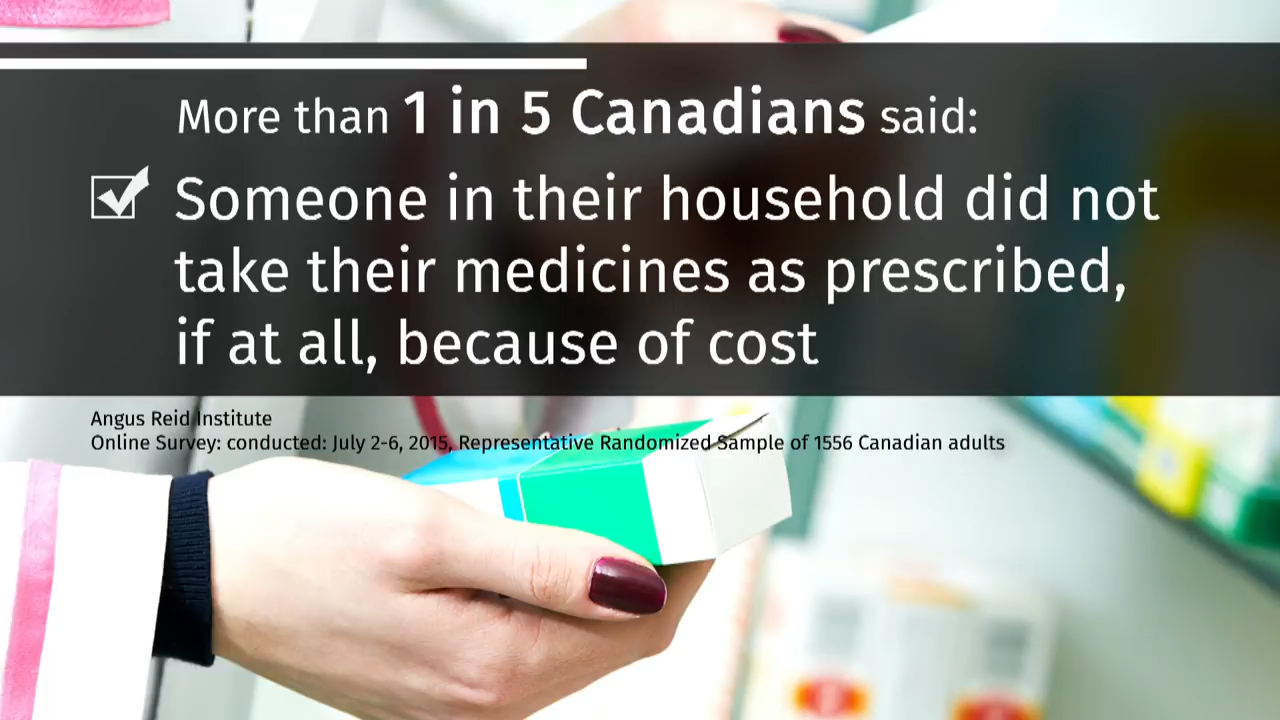 More than 1 in 5 Canadians said:
Someone in their household did not
take their medicines as prescribed,
if at all, because of cost
Angus Reid Institute
Online Survey: conducted: July 2-6, 2015, Representative Randomized Sample of 1556 Canadian adults